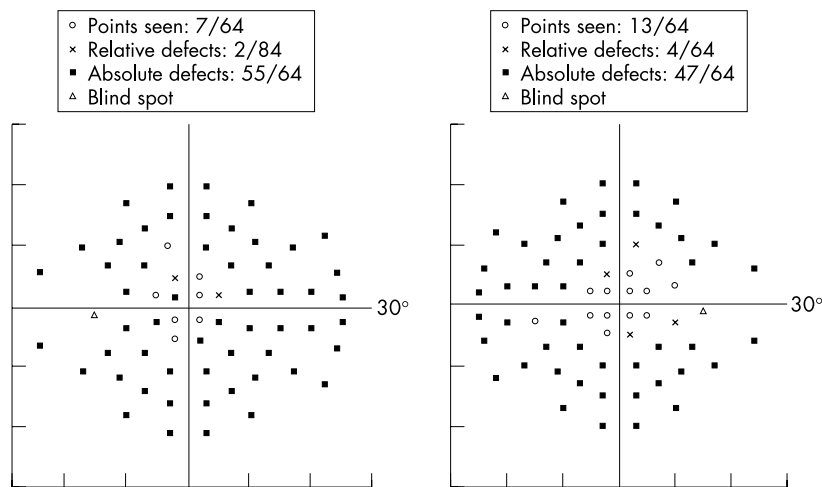 Points seen: 7/64
Relative defects: 2/84
Absolute defects: 55/64
Blind spot
30°
Points seen: 13/64
Relative defects: 4/64
Absolute defects: 47/64
Blind spot
30°